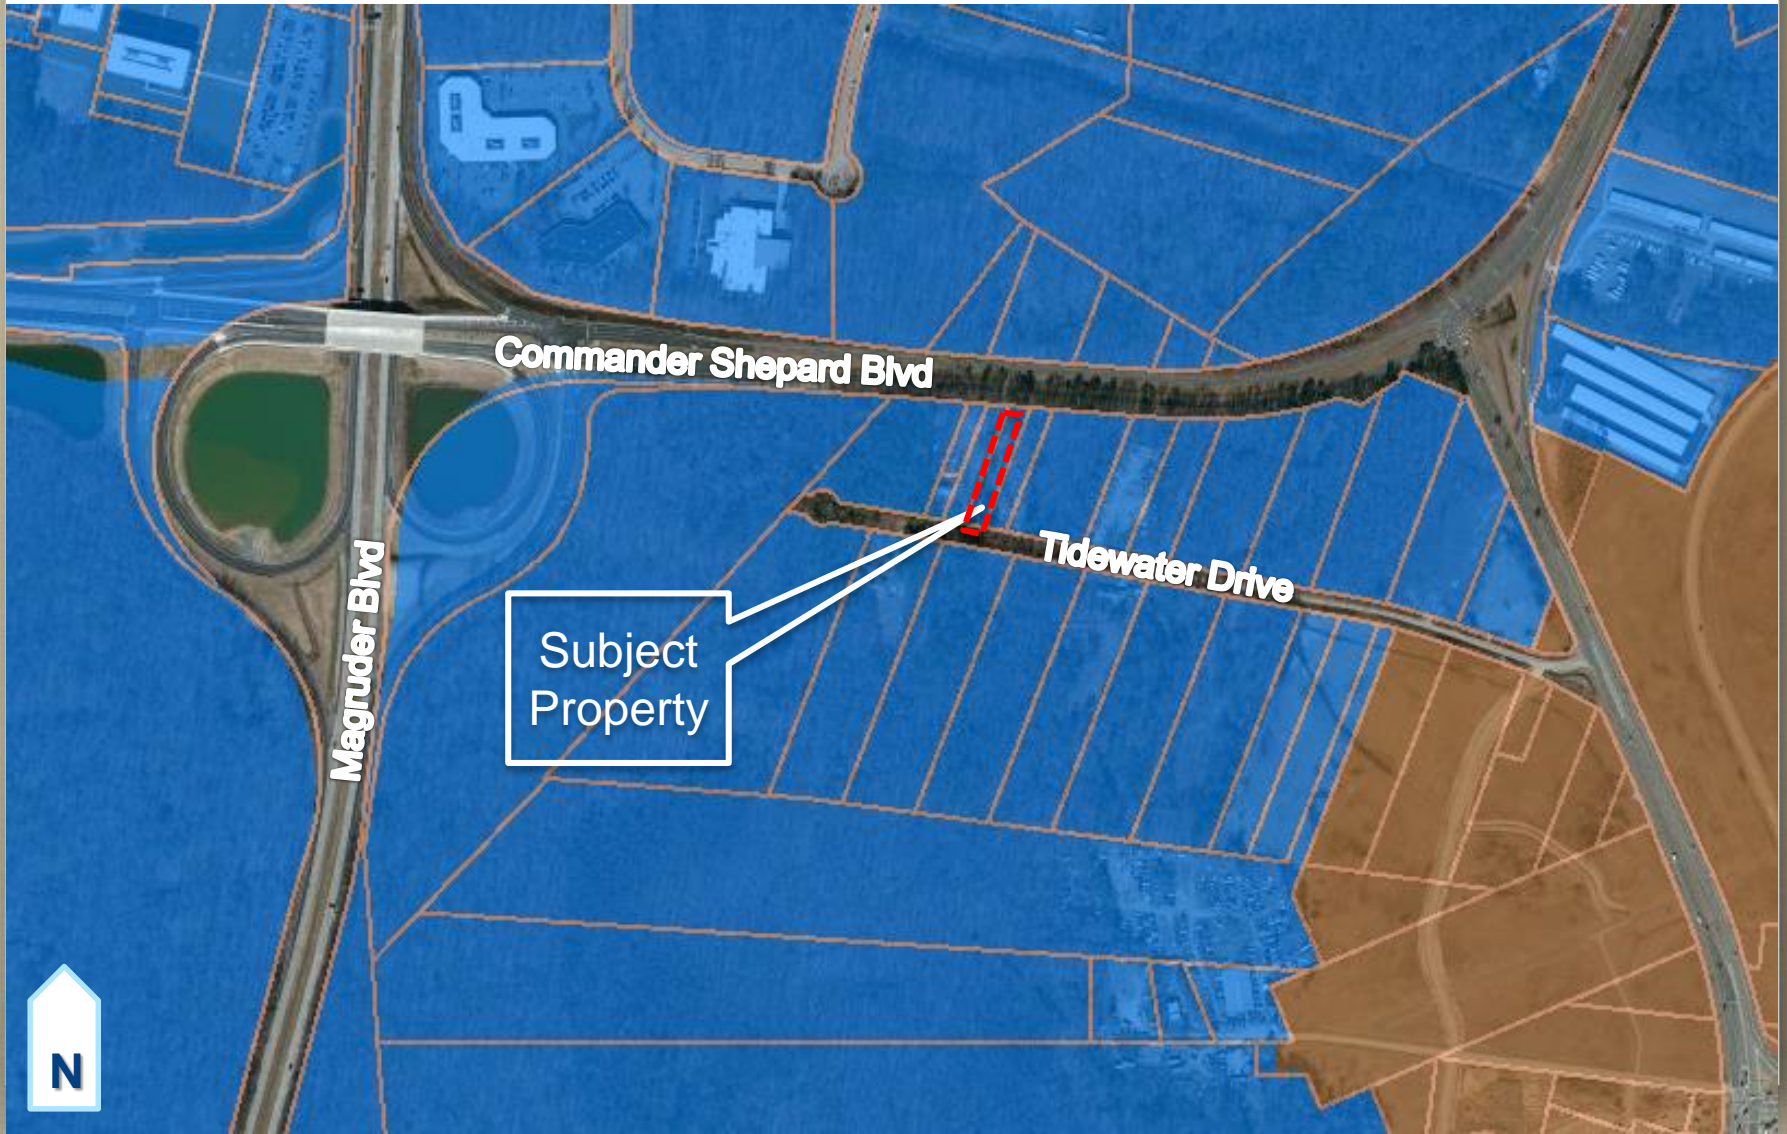 Commander Shepard Blvd
Tidewater Drive
Magruder Blvd
Subject
Property
N